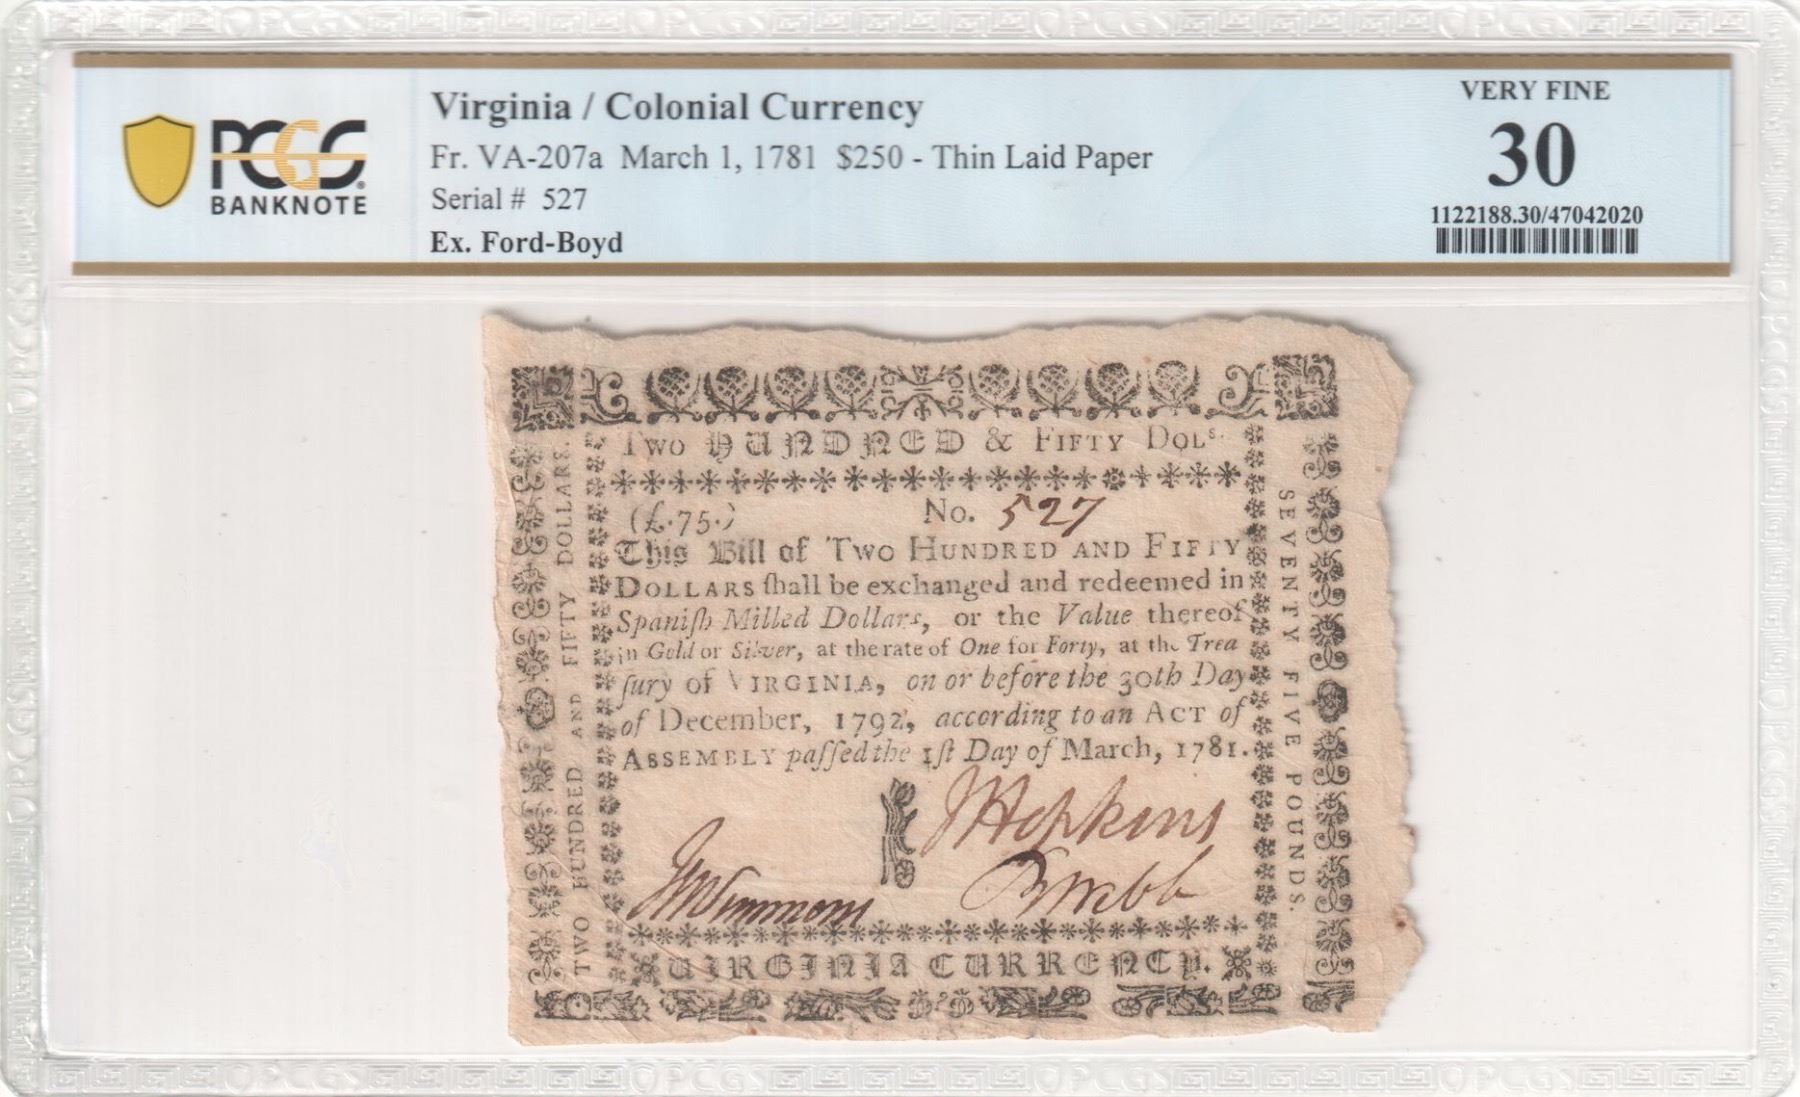 PCGS
BANKNOTE
Virginia / Colonial Currency
Fr. VA-207a March 1, 1781 $250 - Thin Laid Paper
Serial # 527
Ex. Ford-Boyd
VERY FINE
30
1122188.30/47042020
TWO HUNDNED & FIFTY DOLs.
(£.75.) No. 527
This Bill of TWO HUNDRED AND FIFTY
DOLLARS ſhall be exchanged and redeemed in
Spaniſh Milled Dollars, or the Value thereof
in Gold or Silver, at the rate of One for Forty, at the Trea
ſury of VIRGINIA, on or before the 30th Day
of December, 1792, according to an ACT of
ASSEMBLY paſſed the 1ſt Day of March, 1781.
J Hopkins
Wm Simmons
B Webb
VIRGINIA CURRENCY.
TWO HUNDRED AND FIFTY DOLLARS.
SEVENTY FIVE POUNDS.